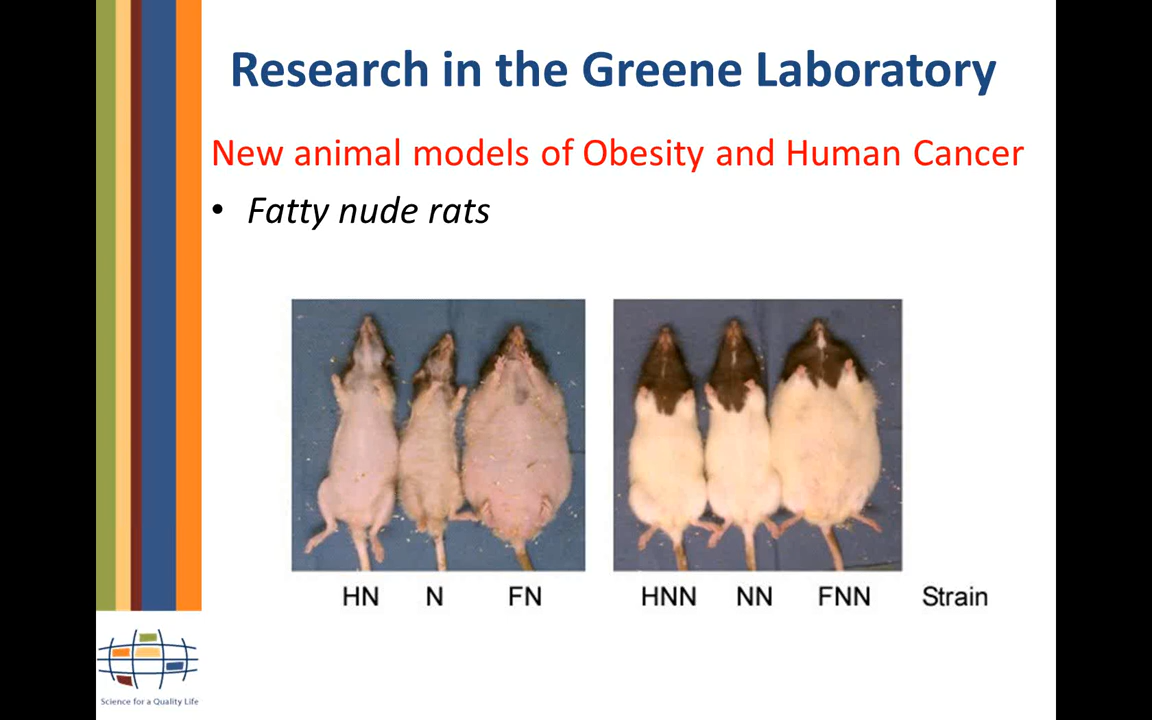 Research in the Greene Laboratory
New animal models of Obesity and Human Cancer
• Fatty nude rats
HN N FN HNN NN FNN Strain
Science for a Quality Life